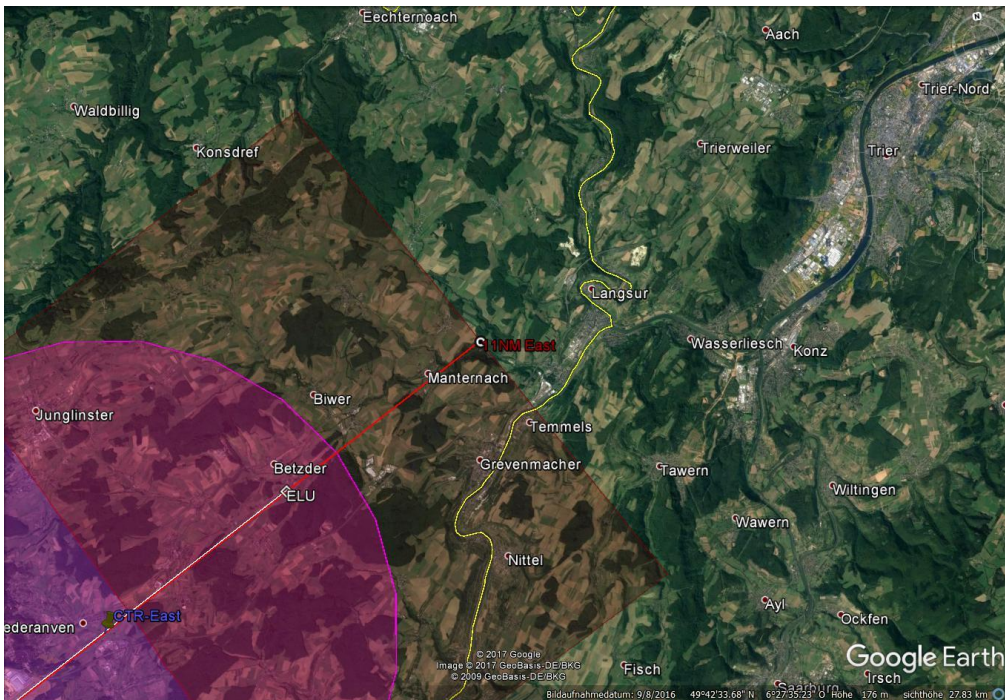 Eechternoach
Aach
Waldbillig
Trier-Nord
Konsdref
Trierweiler
Trier
Langsur
11NM East
Wasserliesch
Konz
Manternach
Biwer
Junglinster
Temmels
Betzder
Grevenmacher
Tawern
ELU
Wiltingen
Wawern
Nittel
CTR-East
ederanven
Ayl
Ockfen
© 2017 Google
Image © 2017 GeoBasis-DE/BKG
© 2009 GeoBasis-DE/BKG
Google Earth
Fisch
Irsch
Saarburg
Bildaufnahmedatum: 9/8/2016 49°42'33.68" N 6°27'35.23" O Höhe 176 m sichthöhe 27.83 km
N